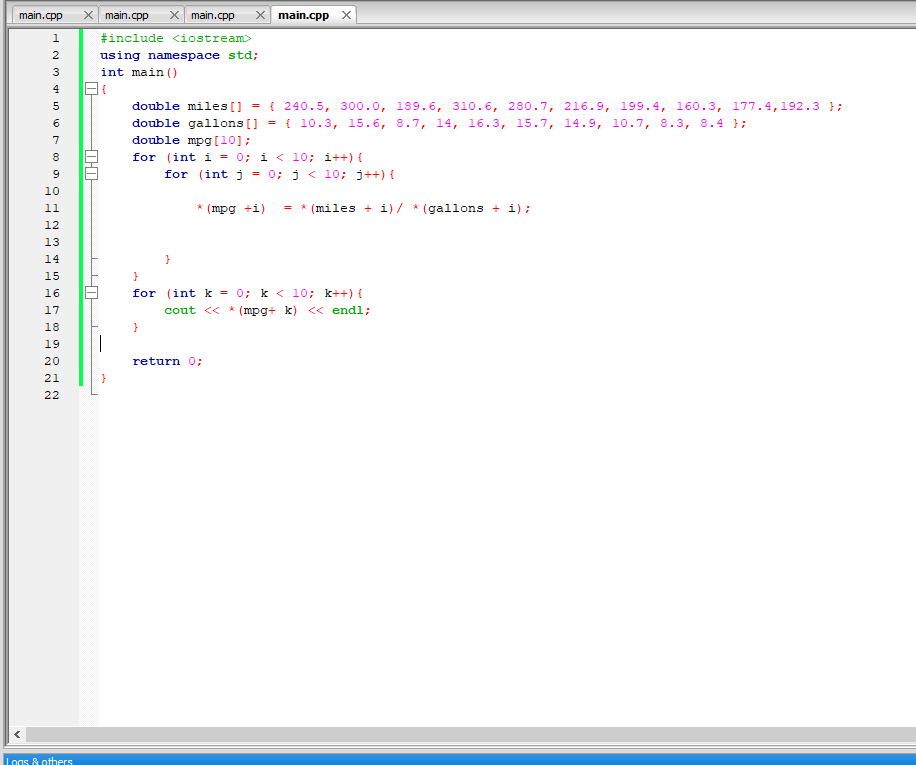 main.cpp main.cpp main.cpp main.cpp
1 #include <iostream>
2 using namespace std;
3 int main()
4 {
5 double miles[] = { 240.5, 300.0, 189.6, 310.6, 280.7, 216.9, 199.4, 160.3, 177.4,192.3 };
6 double gallons[] = { 10.3, 15.6, 8.7, 14, 16.3, 15.7, 14.9, 10.7, 8.3, 8.4 };
7 double mpg[10];
8 for (int i = 0; i < 10; i++){
9 for (int j = 0; j < 10; j++){
10
11 *(mpg +i)  = *(miles + i)/ *(gallons + i);
12
13
14 }
15 }
16 for (int k = 0; k < 10; k++){
17 cout << *(mpg+ k) << endl;
18 }
19
20 return 0;
21 }
22
Logs & others